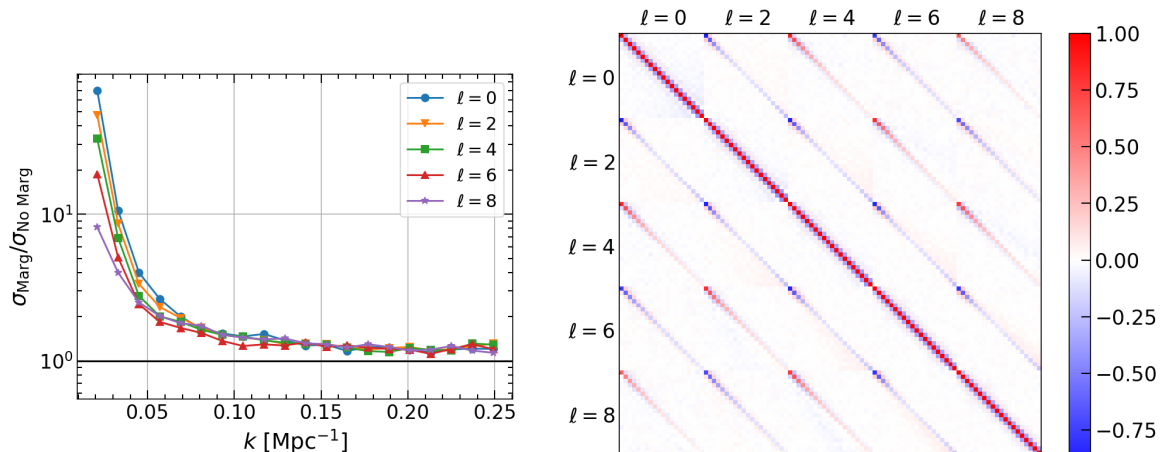 σMarg/σNo Marg
10¹
10⁰
ℓ = 0
ℓ = 2
ℓ = 4
ℓ = 6
ℓ = 8
0.05 0.10 0.15 0.20 0.25
k [Mpc⁻¹]
ℓ = 0 ℓ = 2 ℓ = 4 ℓ = 6 ℓ = 8
ℓ = 0
ℓ = 2
ℓ = 4
ℓ = 6
ℓ = 8
1.00
0.75
0.50
0.25
0.00
−0.25
−0.50
−0.75